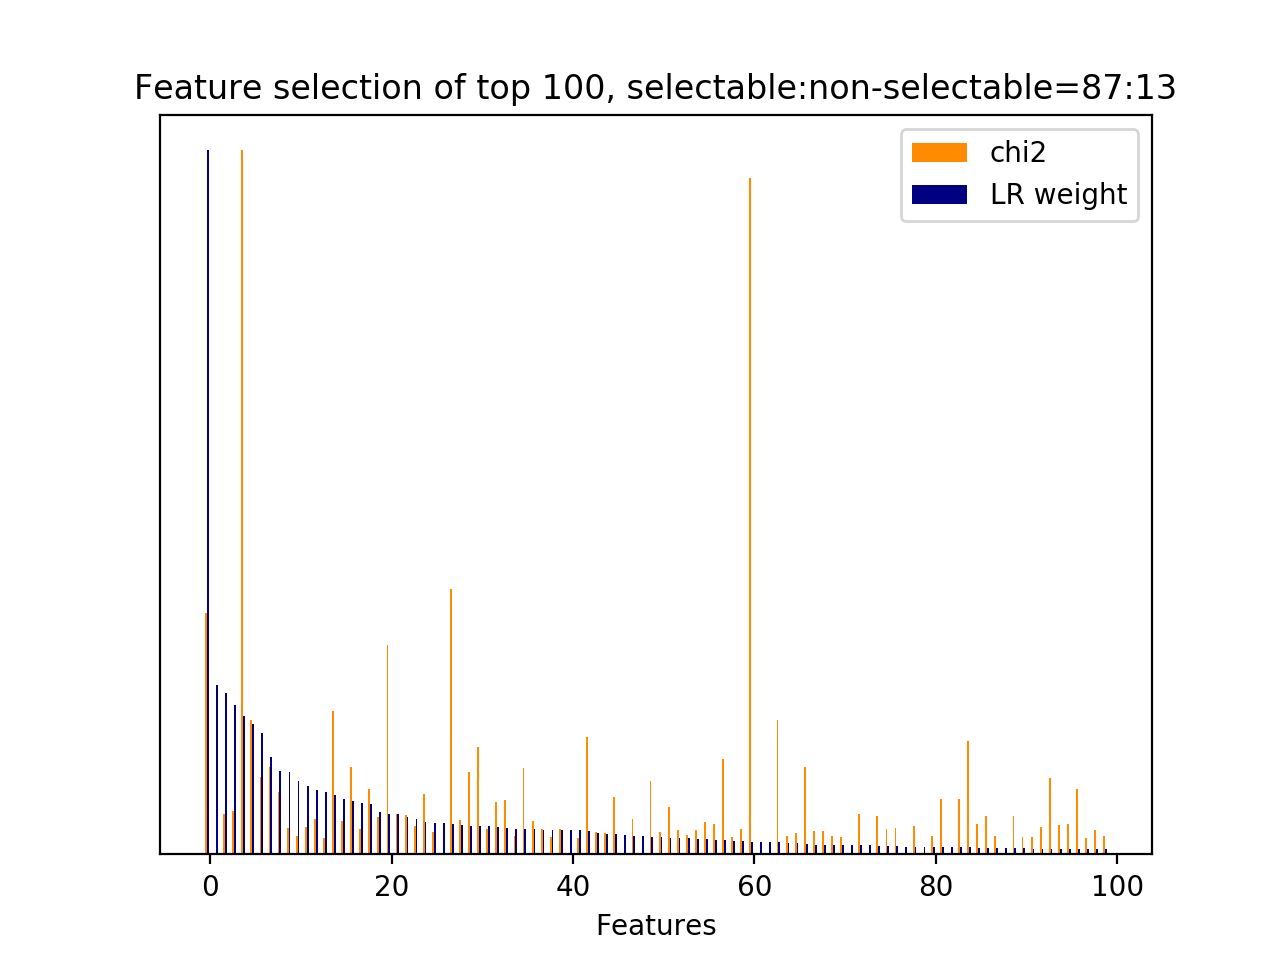 Feature selection of top 100, selectable:non-selectable=87:13
chi2
LR weight
0 20 40 60 80 100
Features